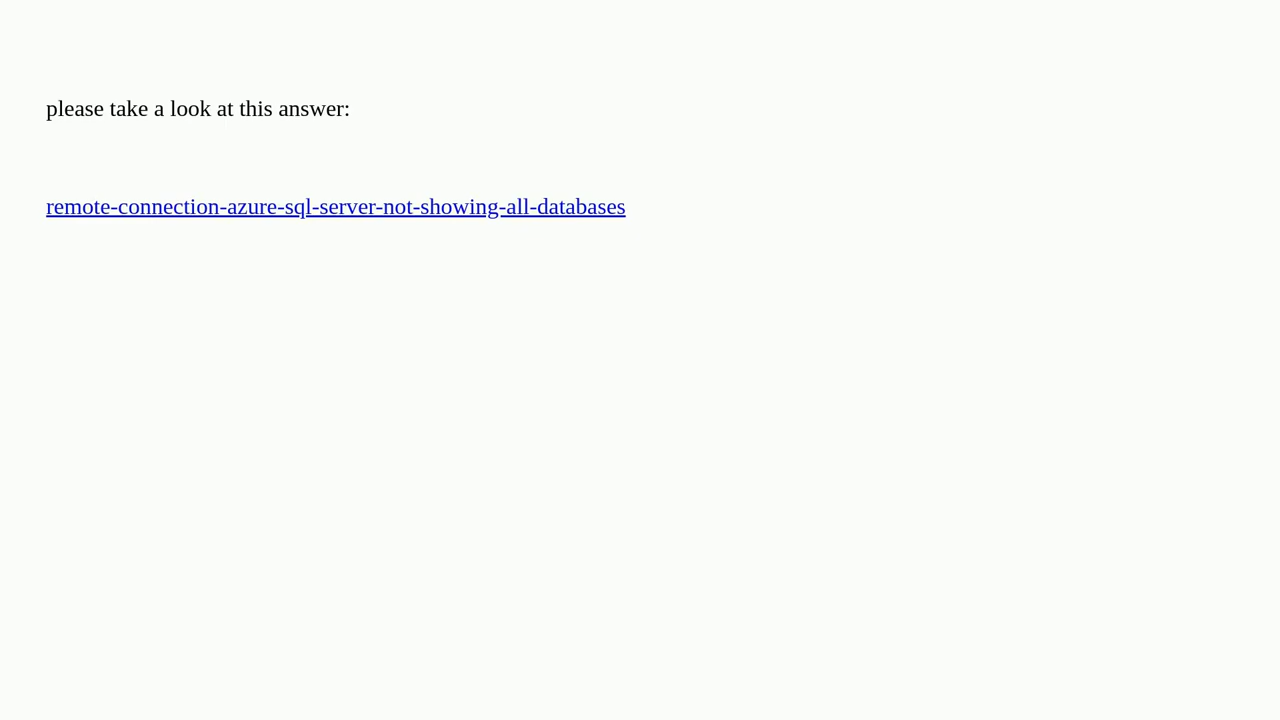 please take a look at this answer:
remote-connection-azure-sql-server-not-showing-all-databases